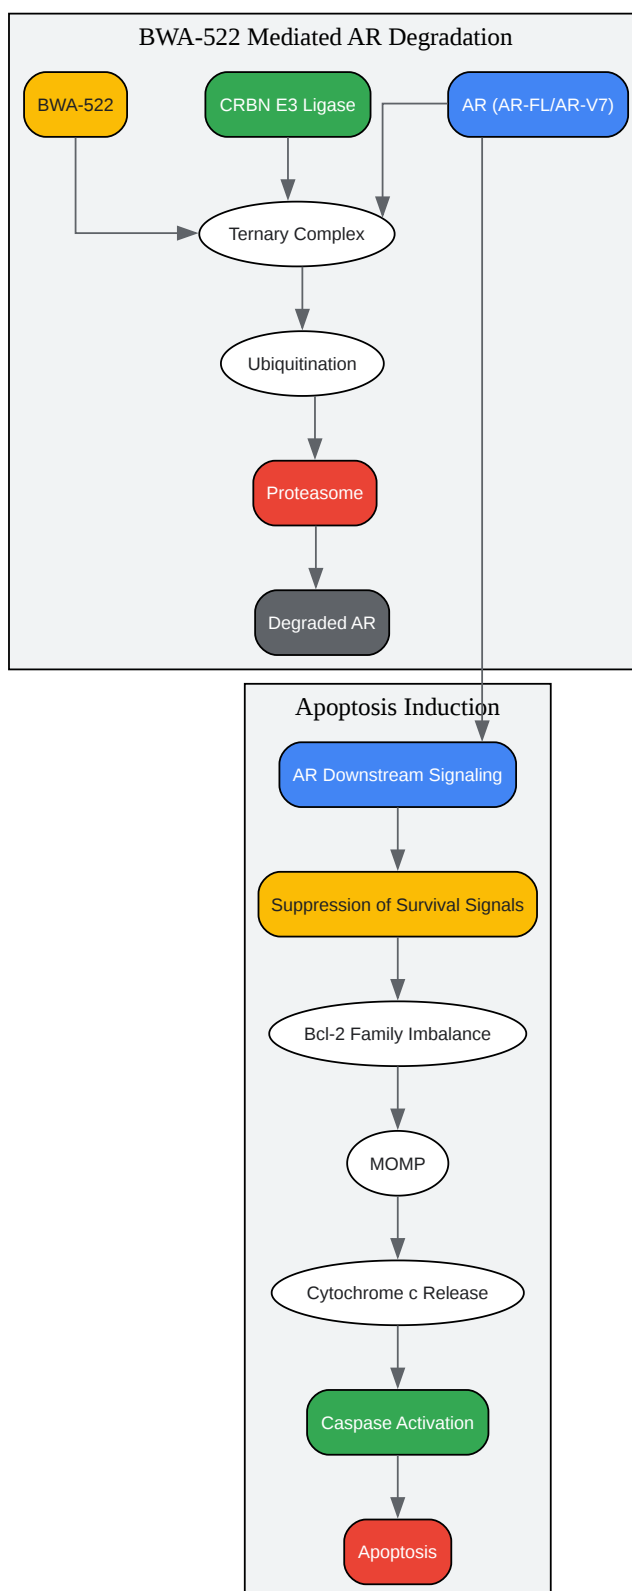 BWA-522 Mediated AR Degradation
BWA-522
CRBN E3 Ligase
AR (AR-FL/AR-V7)
Ternary Complex
Ubiquitination
Proteasome
Degraded AR
Apoptosis Induction
AR Downstream Signaling
Suppression of Survival Signals
Bcl-2 Family Imbalance
MOMP
Cytochrome c Release
Caspase Activation
Apoptosis